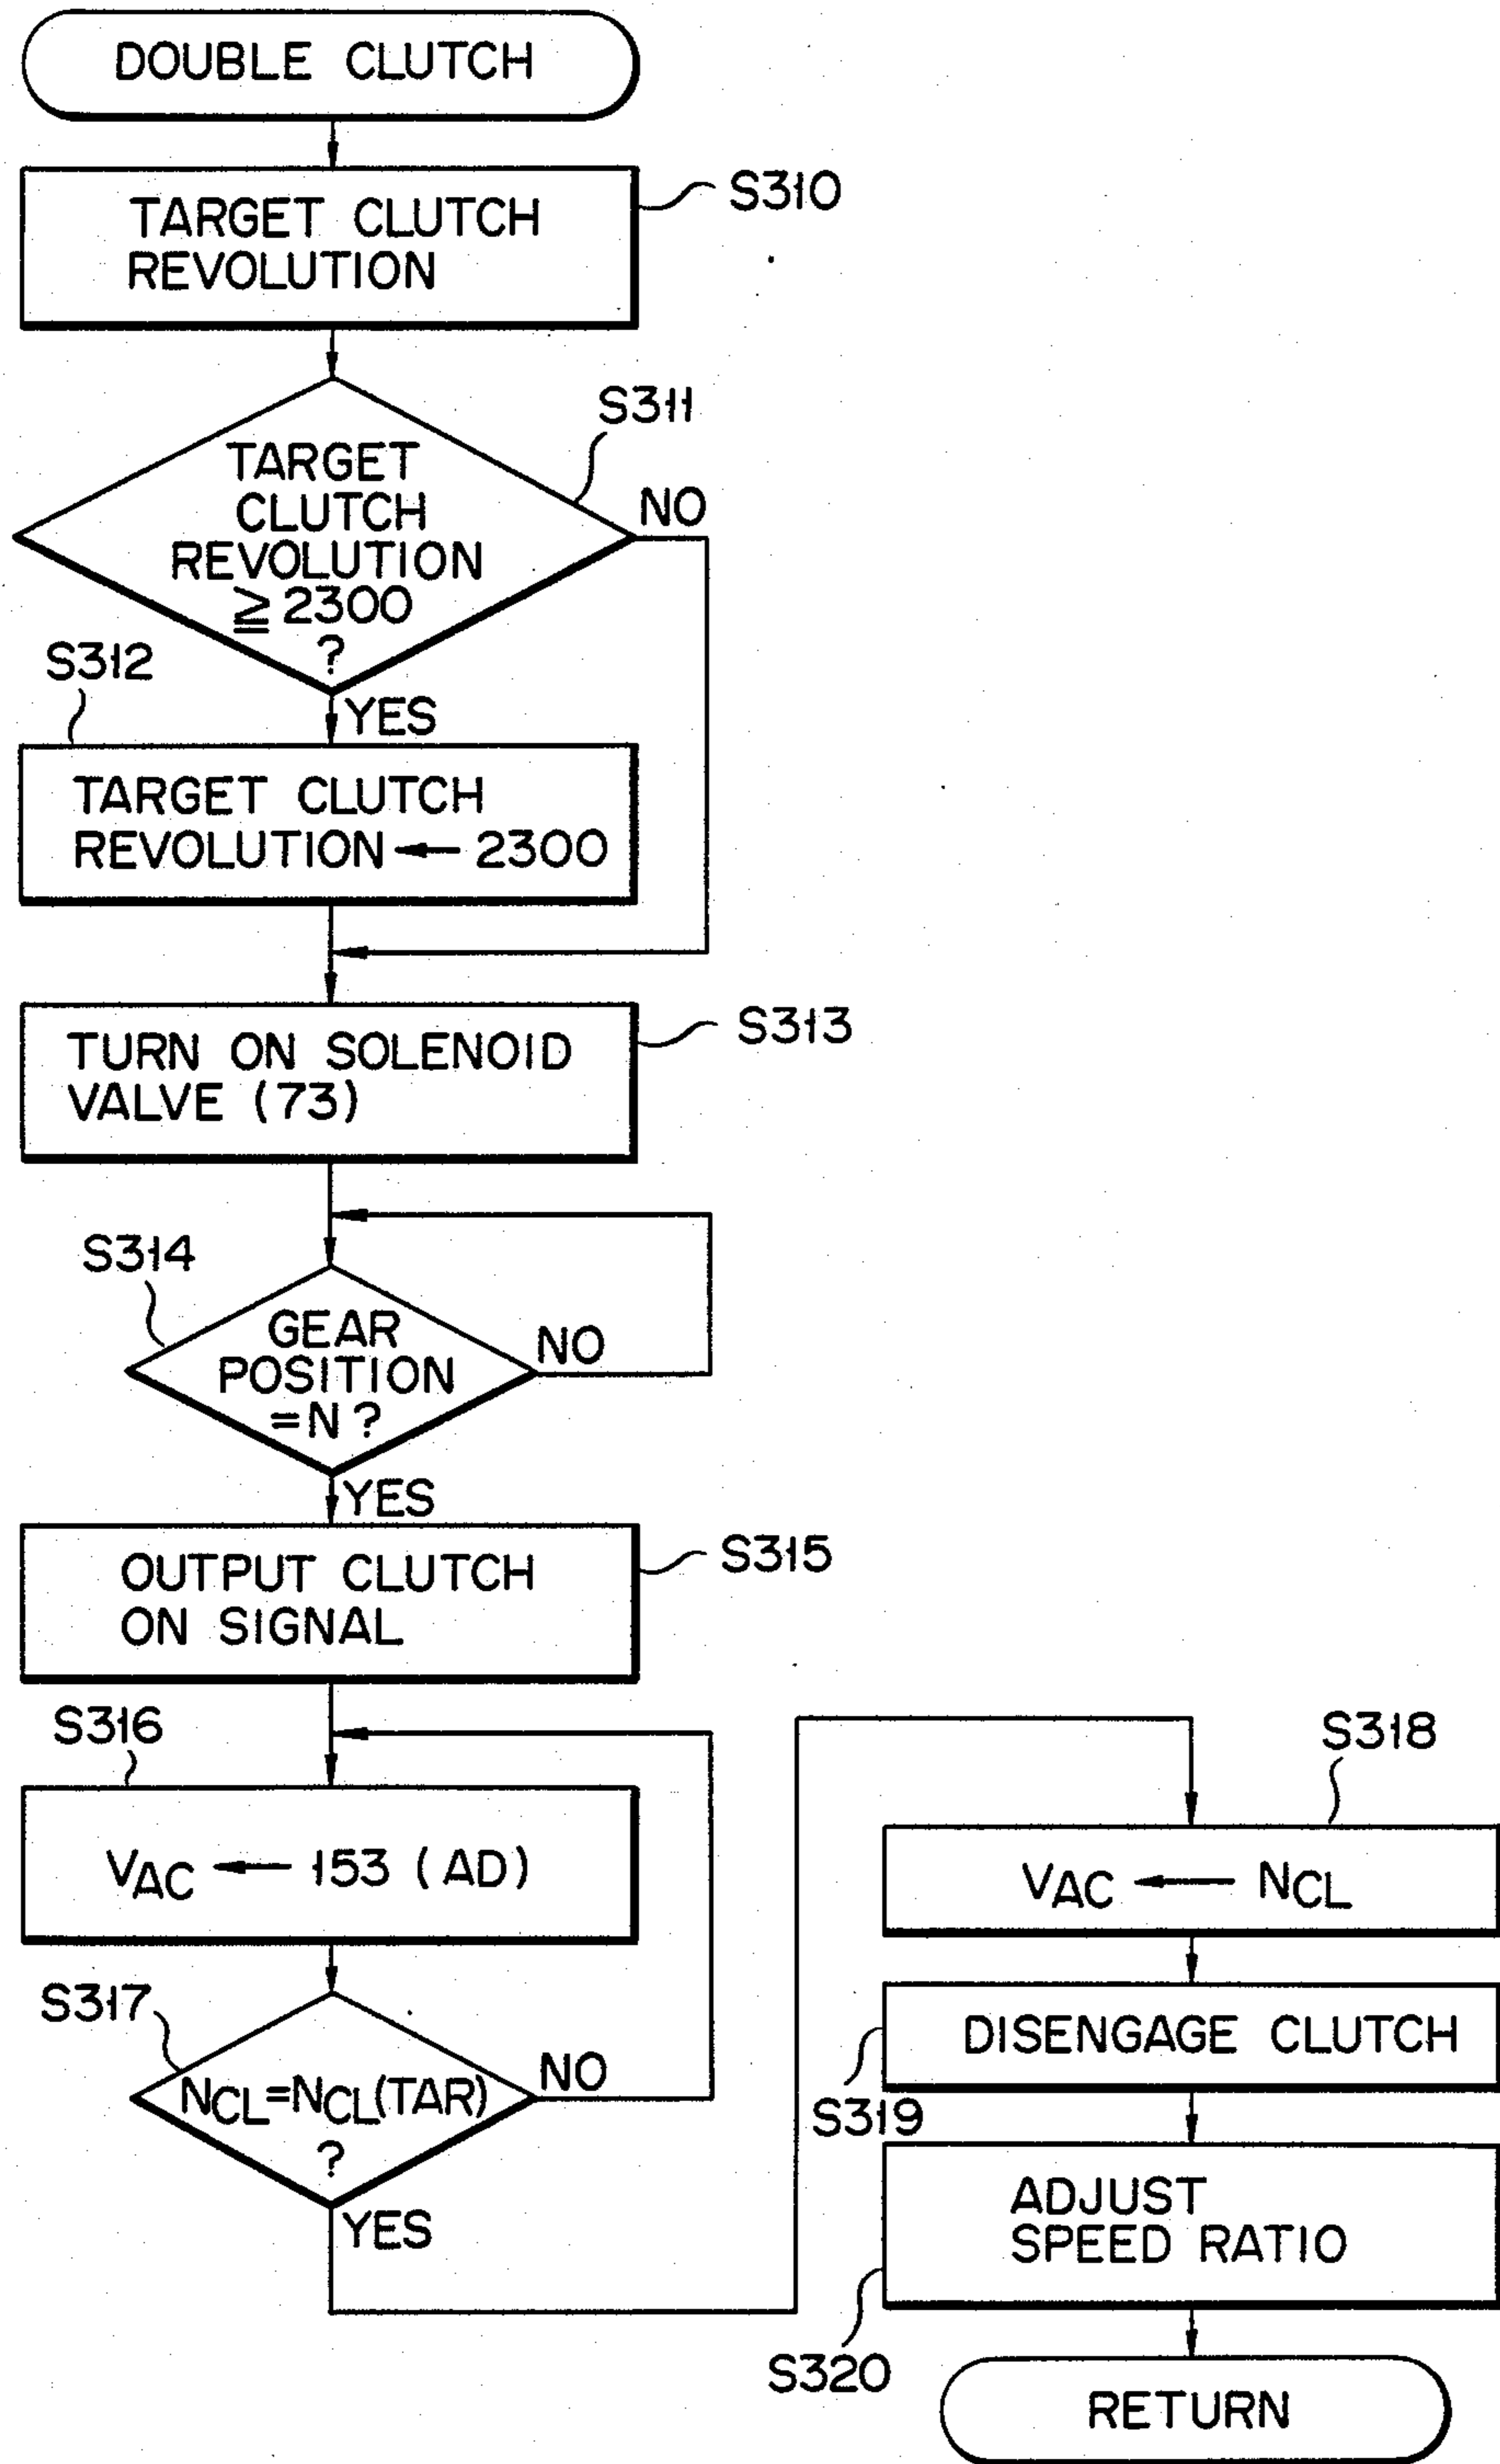 DOUBLE CLUTCH
TARGET CLUTCH
REVOLUTION
S310
S311
TARGET
CLUTCH
REVOLUTION
≧ 2300
?
NO
S312
YES
TARGET CLUTCH
REVOLUTION ← 2300
TURN ON SOLENOID
VALVE (73)
S313
S314
GEAR
POSITION
=N ?
NO
YES
OUTPUT CLUTCH
ON SIGNAL
S315
S316
VAC ← 153 (AD)
S317
NCL=NCL(TAR)
?
NO
YES
S318
VAC ← NCL
DISENGAGE CLUTCH
S319
ADJUST
SPEED RATIO
S320
RETURN